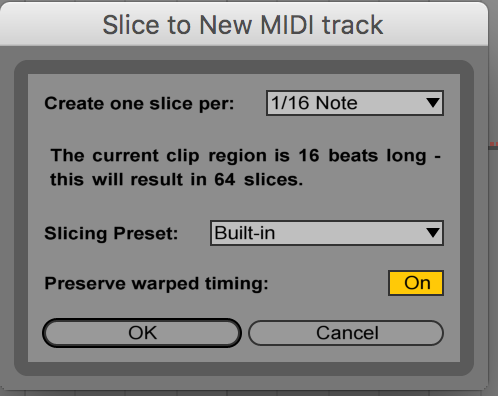 Slice to New MIDI track
Create one slice per: 1/16 Note
The current clip region is 16 beats long -
this will result in 64 slices.
Slicing Preset: Built-in
Preserve warped timing: On
OK Cancel